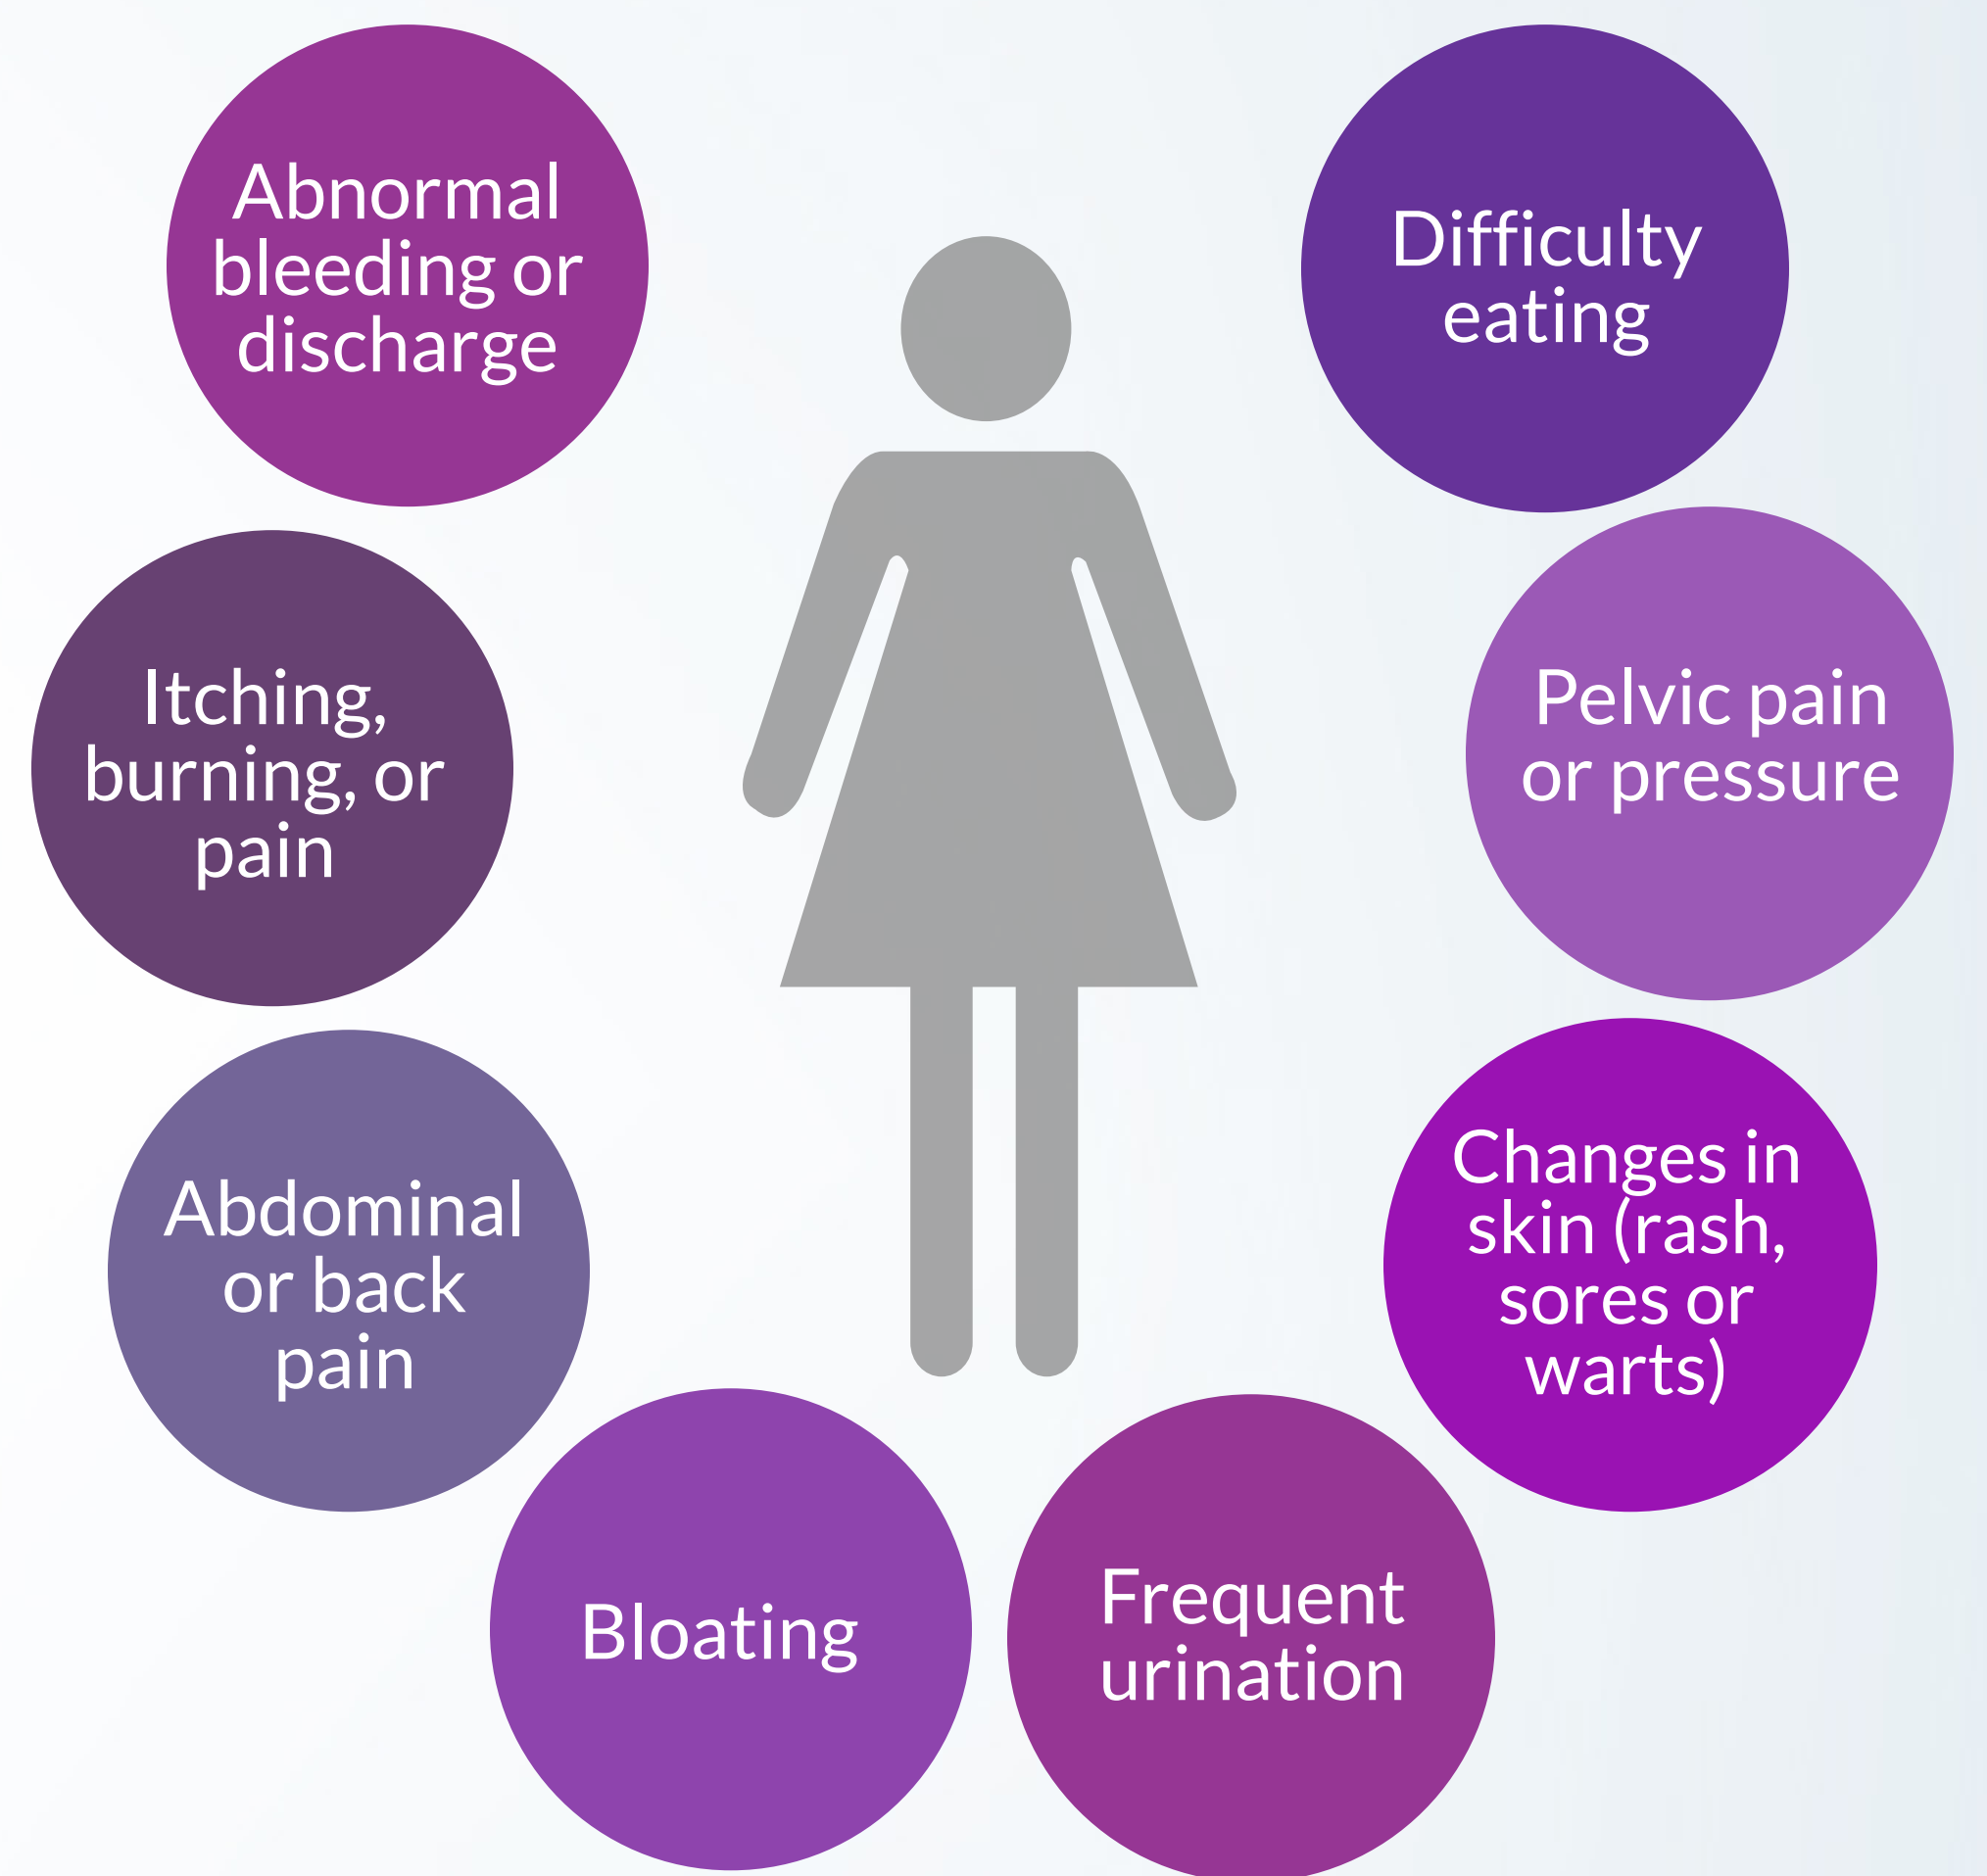 Abnormal
bleeding or
discharge
Difficulty
eating
Itching,
burning, or
pain
Pelvic pain
or pressure
Abdominal
or back
pain
Changes in
skin (rash,
sores or
warts)
Bloating
Frequent
urination